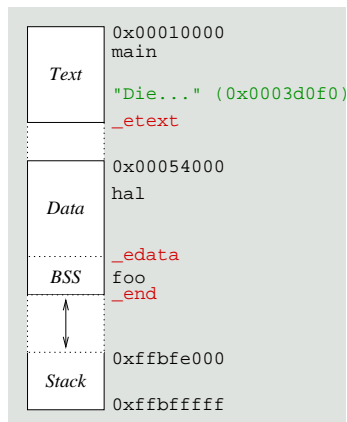 0x00010000
main
Text
"Die..." (0x0003d0f0)
_etext
0x00054000
hal
Data
_edata
BSS foo
_end
0xffbfe000
Stack
0xffbfffff